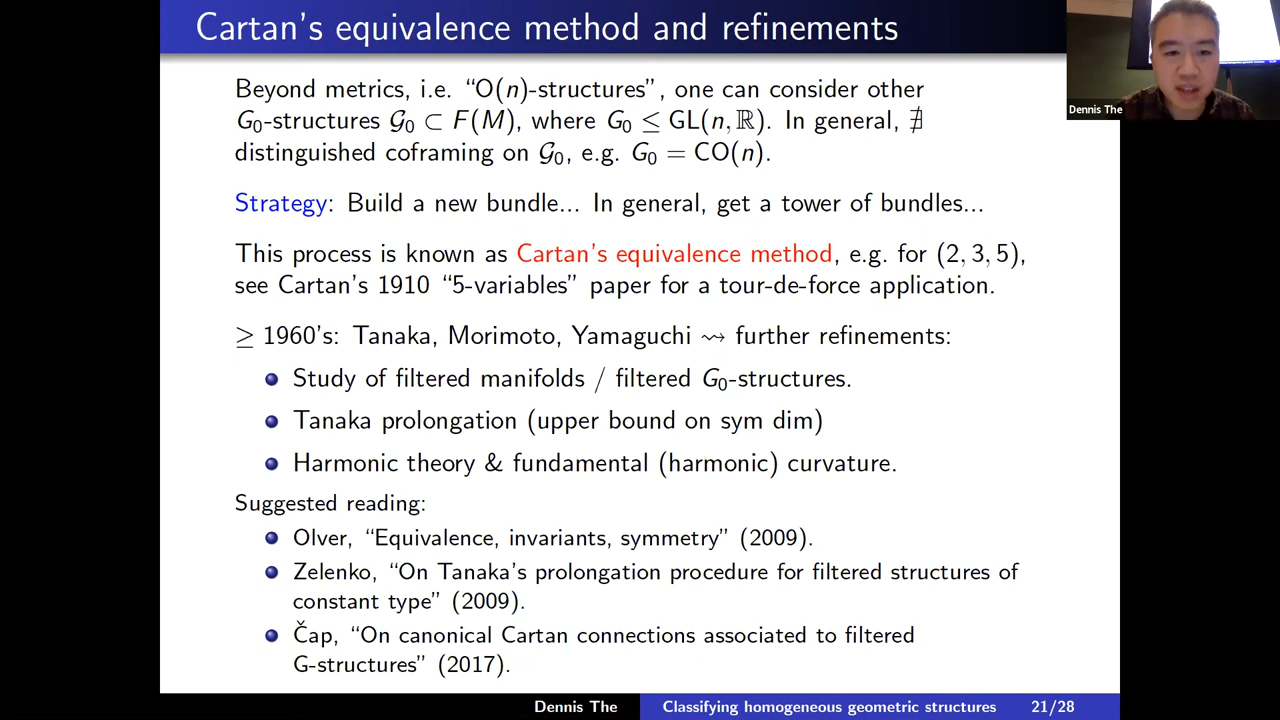 Cartan's equivalence method and refinements
Dennis The
Beyond metrics, i.e. "O(n)-structures", one can consider other
G₀-structures 𝒢₀ ⊂ F(M), where G₀ ≤ GL(n, ℝ). In general, ∄
distinguished coframing on 𝒢₀, e.g. G₀ = CO(n).
Strategy: Build a new bundle... In general, get a tower of bundles...
This process is known as Cartan's equivalence method, e.g. for (2, 3, 5),
see Cartan's 1910 "5-variables" paper for a tour-de-force application.
≥ 1960's: Tanaka, Morimoto, Yamaguchi ⇝ further refinements:
Study of filtered manifolds / filtered G₀-structures.
Tanaka prolongation (upper bound on sym dim)
Harmonic theory & fundamental (harmonic) curvature.
Suggested reading:
Olver, "Equivalence, invariants, symmetry" (2009).
Zelenko, "On Tanaka's prolongation procedure for filtered structures of
constant type" (2009).
Čap, "On canonical Cartan connections associated to filtered
G-structures" (2017).
Dennis The Classifying homogeneous geometric structures 21/28